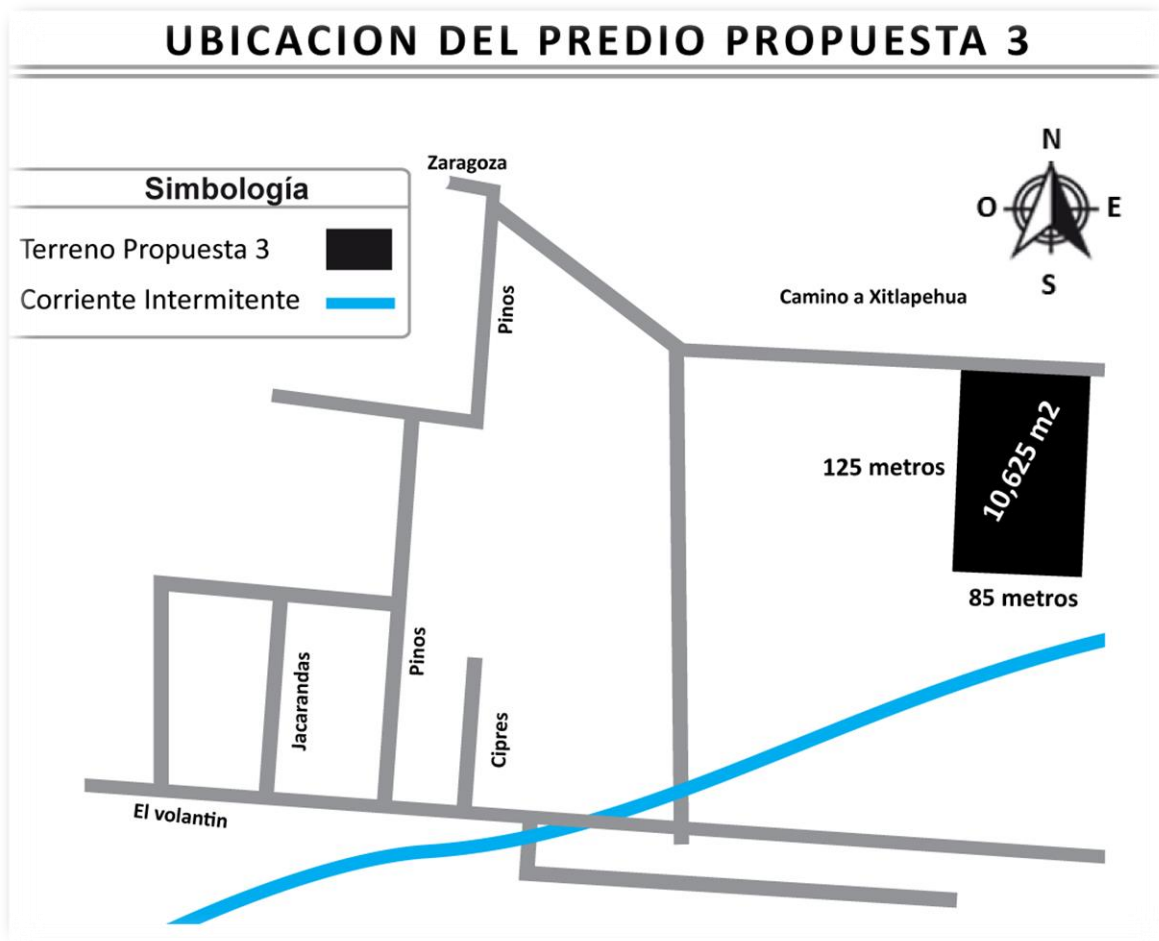 UBICACION DEL PREDIO PROPUESTA 3
Simbología
Terreno Propuesta 3
Corriente Intermitente
Zaragoza
N
O
E
S
Pinos
Camino a Xitlapehua
125 metros
10,625 m2
85 metros
Pinos
Jacarandas
Cipres
El volantin